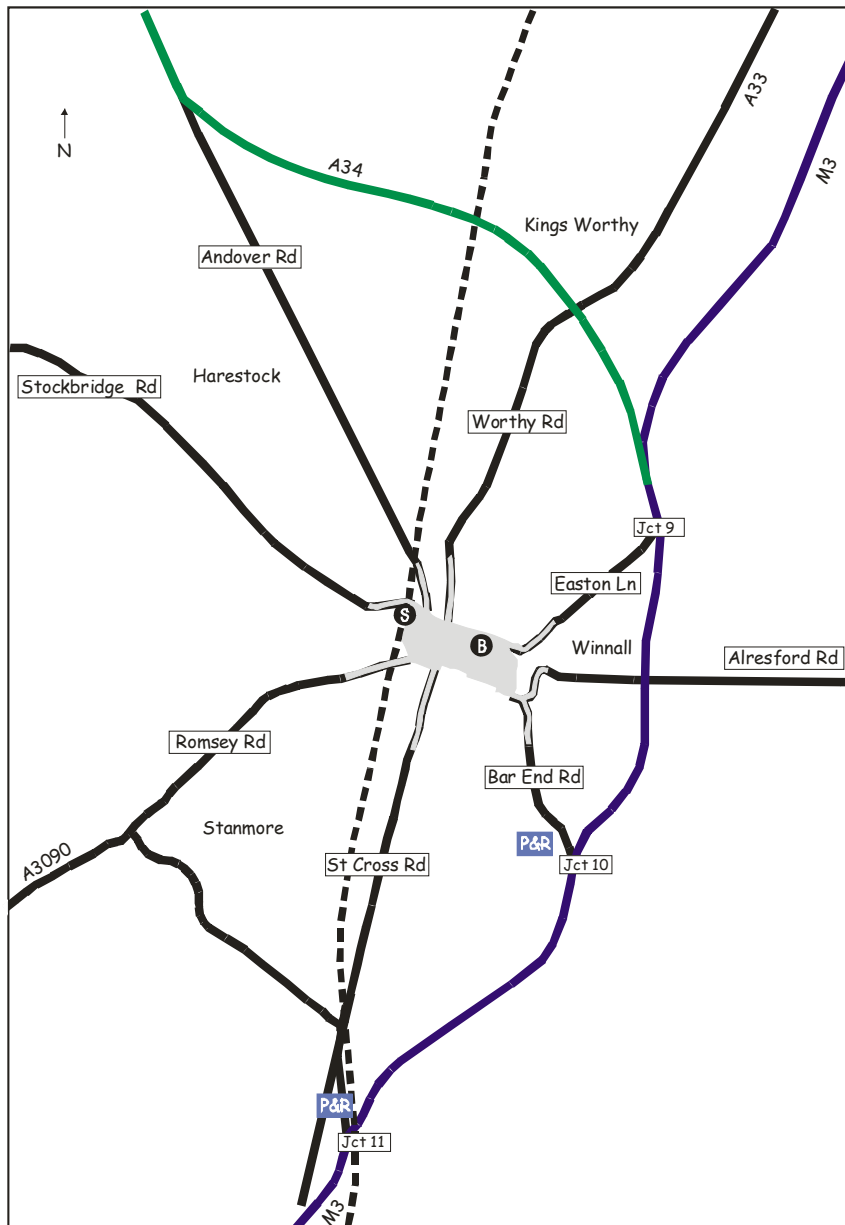 A33
M3
N
A34
Kings Worthy
Andover Rd
Harestock
Stockbridge Rd
Worthy Rd
Jct 9
Easton Ln
S
B
Winnall
Alresford Rd
Romsey Rd
Bar End Rd
Stanmore
P&R
A3090
St Cross Rd
Jct 10
P&R
Jct 11
M3